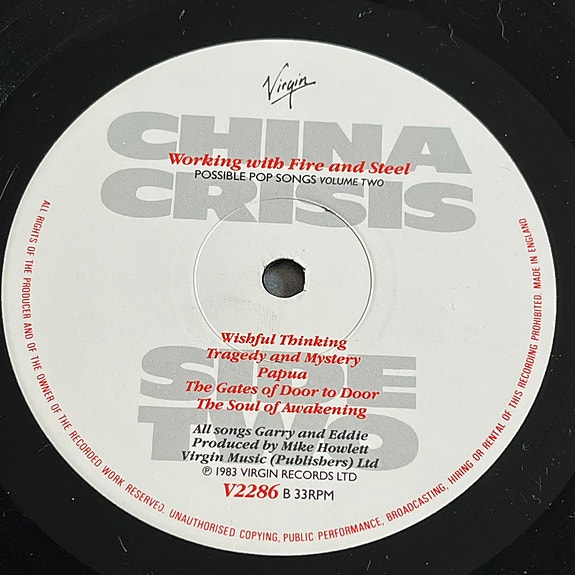 Virgin
CHINA
CRISIS
Working with Fire and Steel
POSSIBLE POP SONGS VOLUME TWO
SIDE
TWO
Wishful Thinking
Tragedy and Mystery
Papua
The Gates of Door to Door
The Soul of Awakening
All songs Garry and Eddie
Produced by Mike Howlett
Virgin Music (Publishers) Ltd
℗ 1983 VIRGIN RECORDS LTD
V2286 B 33RPM
ALL RIGHTS OF THE PRODUCER AND OF THE OWNER OF THE RECORDED WORK RESERVED. UNAUTHORISED COPYING, PUBLIC PERFORMANCE, BROADCASTING, HIRING OR RENTAL OF THIS RECORDING PROHIBITED. MADE IN ENGLAND